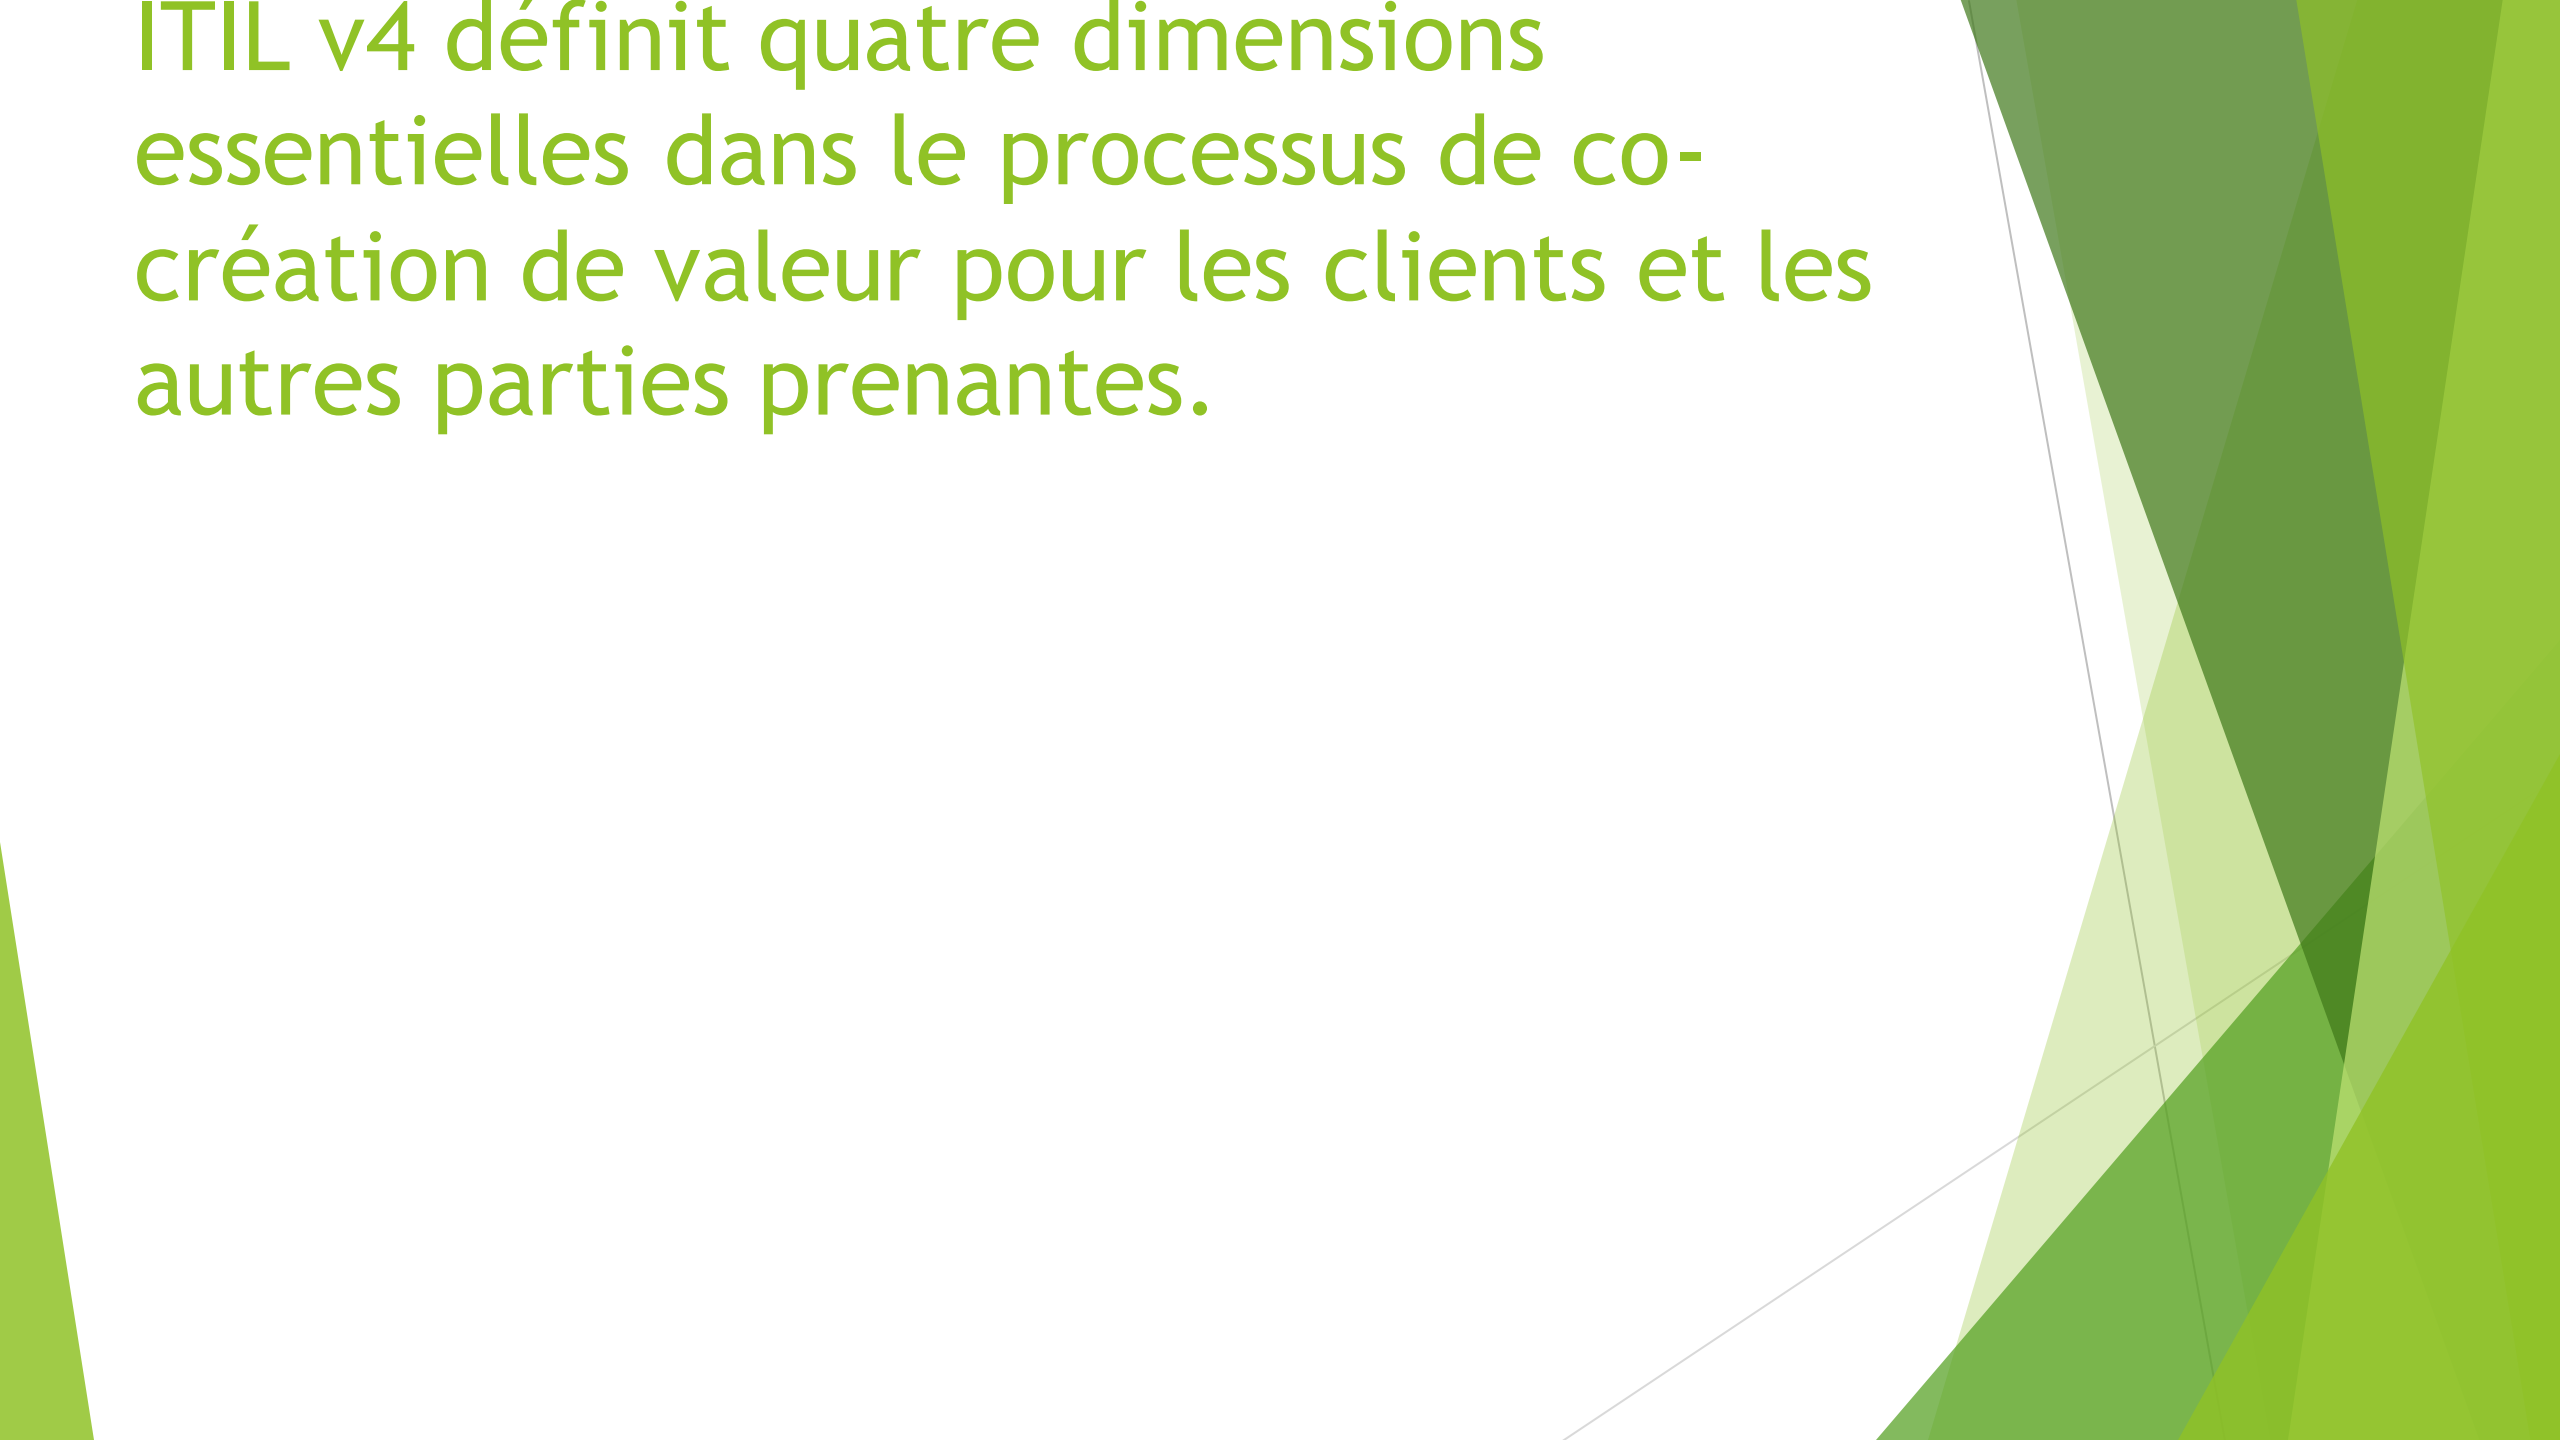 ITIL v4 définit quatre dimensions
essentielles dans le processus de co-
création de valeur pour les clients et les
autres parties prenantes.